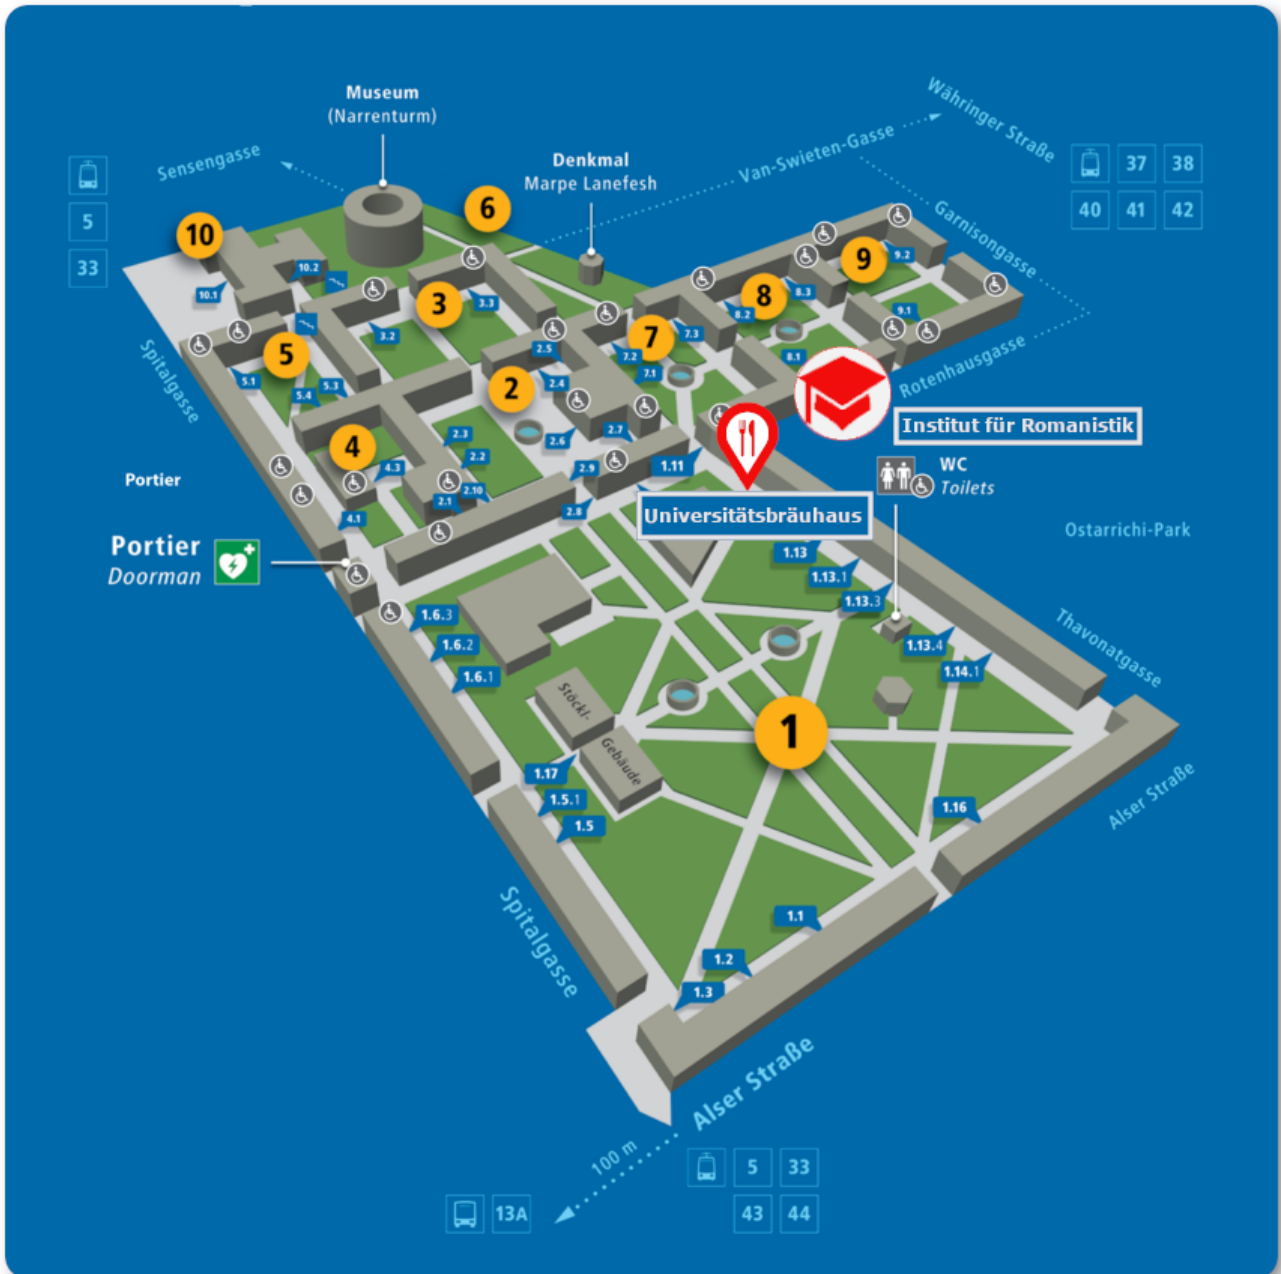 Museum
(Narrenturm)
Währinger Straße
Sensengasse
Van-Swieten-Gasse
Denkmal
Marpe Lanefesh
37
38
40
41
42
5
33
6
10
Garnisongasse
9
9.2
10.2
10.1
3
3.3
8
8.3
8.2
9.1
3.2
7
7.3
7.2
7.1
8.1
Spitalgasse
5
5.1
5.3
5.4
2.5
2
2.4
Rotenhausgasse
Institut für Romanistik
4
4.3
2.3
2.2
2.6
2.7
2.9
1.11
WC
Toilets
Portier
2.10
2.1
2.8
4.1
Universitätsbräuhaus
Ostarrichi-Park
Portier
Doorman
1.13
1.13.1
1.13.3
1.6.3
1.6.2
1.6.1
1.13.4
1.14.1
Thavonatgasse
Stöckl-
Gebäude
1
1.17
1.5.1
1.5
1.16
Alser Straße
Spitalgasse
1.1
1.2
1.3
Alser Straße
100 m
5
33
13A
43
44